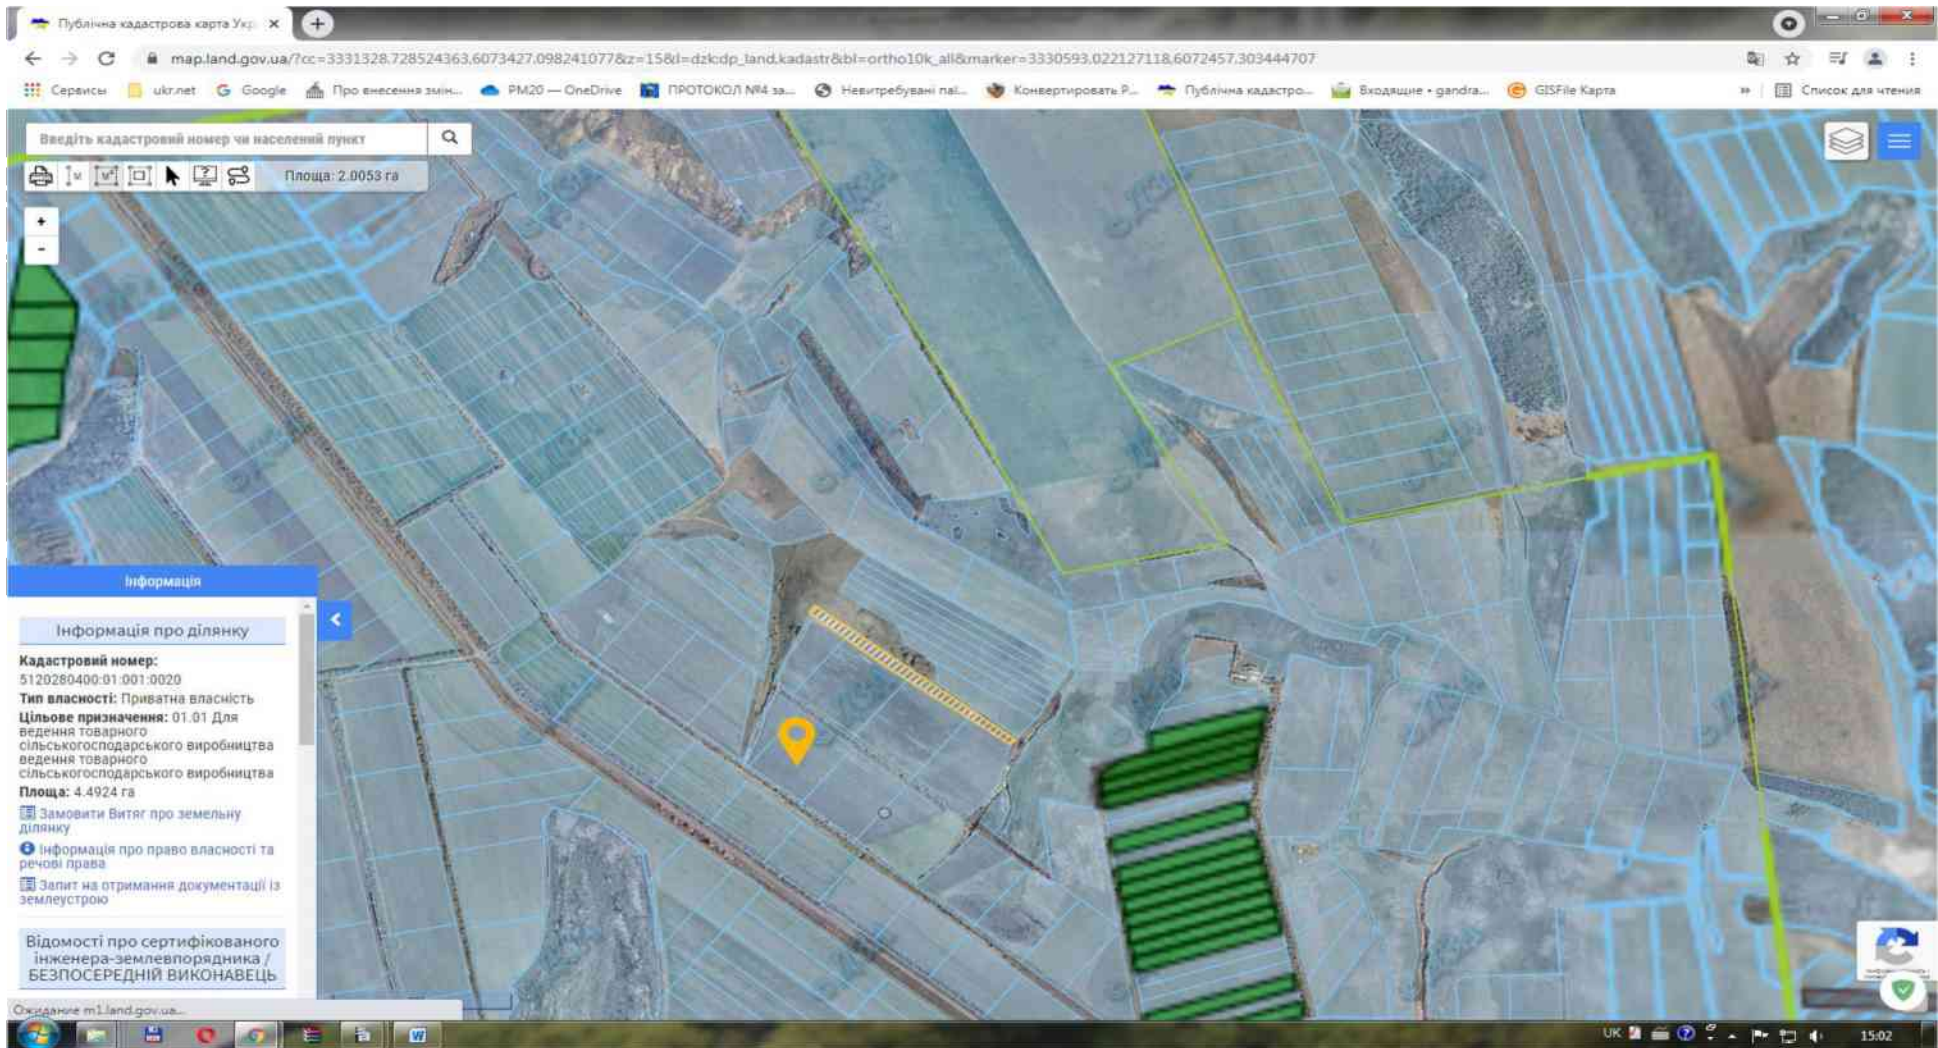 Публічна кадастрова карта Укр
map.land.gov.ua/?cc=3331328.728524363,6073427.098241077&z=15&l=dzk:dp_land,kadastr&bl=ortho10k_all&marker=3330593.022127118,6072457.303444707
Сервисы
ukr.net
Google
Про внесення змін...
PM20 — OneDrive
ПРОТОКОЛ №4 за...
Невитребувані паї...
Конвертировать P...
Публічна кадастро...
Входящие • gandra...
GISFile Карта
»
Список для чтения
Введіть кадастровий номер чи населений пункт
Площа: 2.0053 га
+
-
Інформація
Інформація про ділянку
Кадастровий номер:
5120280400:01:001:0020
Тип власності: Приватна власність
Цільове призначення: 01.01 Для
ведення товарного
сільськогосподарського виробництва
ведення товарного
сільськогосподарського виробництва
Площа: 4.4924 га
Замовити Витяг про земельну
ділянку
Інформація про право власності та
речові права
Запит на отримання документації із
землеустрою
Відомості про сертифікованого
інженера-землевпорядника /
БЕЗПОСЕРЕДНІЙ ВИКОНАВЕЦЬ
Ожидание m1.land.gov.ua...
UK
15:02